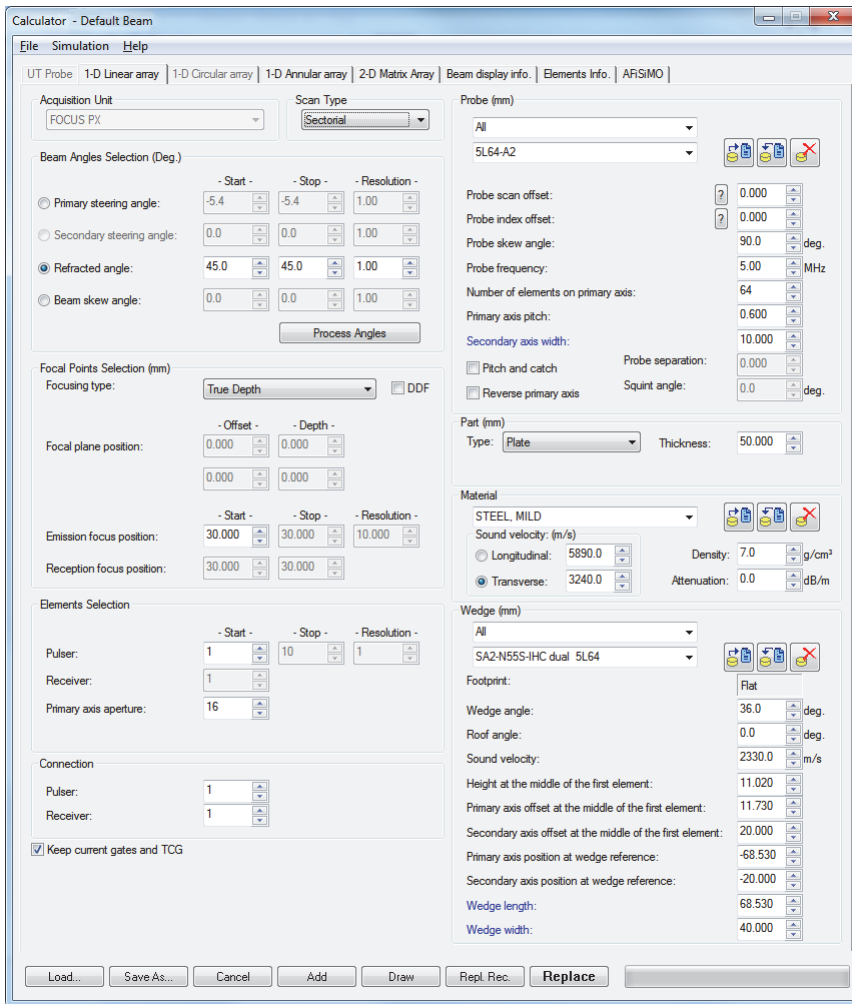 Calculator - Default Beam
File Simulation Help
UT Probe 1-D Linear array 1-D Circular array 1-D Annular array 2-D Matrix Array Beam display info. Elements Info. AFiSiMO
Acquisition Unit
FOCUS PX
Scan Type
Sectorial
Beam Angles Selection (Deg.)
- Start - - Stop - - Resolution -
Primary steering angle: -5.4 -5.4 1.00
Secondary steering angle: 0.0 0.0 1.00
Refracted angle: 45.0 45.0 1.00
Beam skew angle: 0.0 0.0 1.00
Process Angles
Focal Points Selection (mm)
Focusing type: True Depth DDF
- Offset - - Depth -
Focal plane position: 0.000 0.000
0.000 0.000
- Start - - Stop - - Resolution -
Emission focus position: 30.000 30.000 10.000
Reception focus position: 30.000 30.000
Elements Selection
- Start - - Stop - - Resolution -
Pulser: 1 10 1
Receiver: 1
Primary axis aperture: 16
Connection
Pulser: 1
Receiver: 1
Keep current gates and TCG
Probe (mm)
All
5L64-A2
Probe scan offset: ? 0.000
Probe index offset: ? 0.000
Probe skew angle: 90.0 deg.
Probe frequency: 5.00 MHz
Number of elements on primary axis: 64
Primary axis pitch: 0.600
Secondary axis width: 10.000
Pitch and catch Probe separation: 0.000
Reverse primary axis Squint angle: 0.0 deg.
Part (mm)
Type: Plate Thickness: 50.000
Material
STEEL, MILD
Sound velocity: (m/s)
Longitudinal: 5890.0 Density: 7.0 g/cm³
Transverse: 3240.0 Attenuation: 0.0 dB/m
Wedge (mm)
All
SA2-N55S-IHC dual 5L64
Footprint: Flat
Wedge angle: 36.0 deg.
Roof angle: 0.0 deg.
Sound velocity: 2330.0 m/s
Height at the middle of the first element: 11.020
Primary axis offset at the middle of the first element: 11.730
Secondary axis offset at the middle of the first element: 20.000
Primary axis position at wedge reference: -68.530
Secondary axis position at wedge reference: -20.000
Wedge length: 68.530
Wedge width: 40.000
Load... Save As... Cancel Add Draw Repl. Rec. Replace